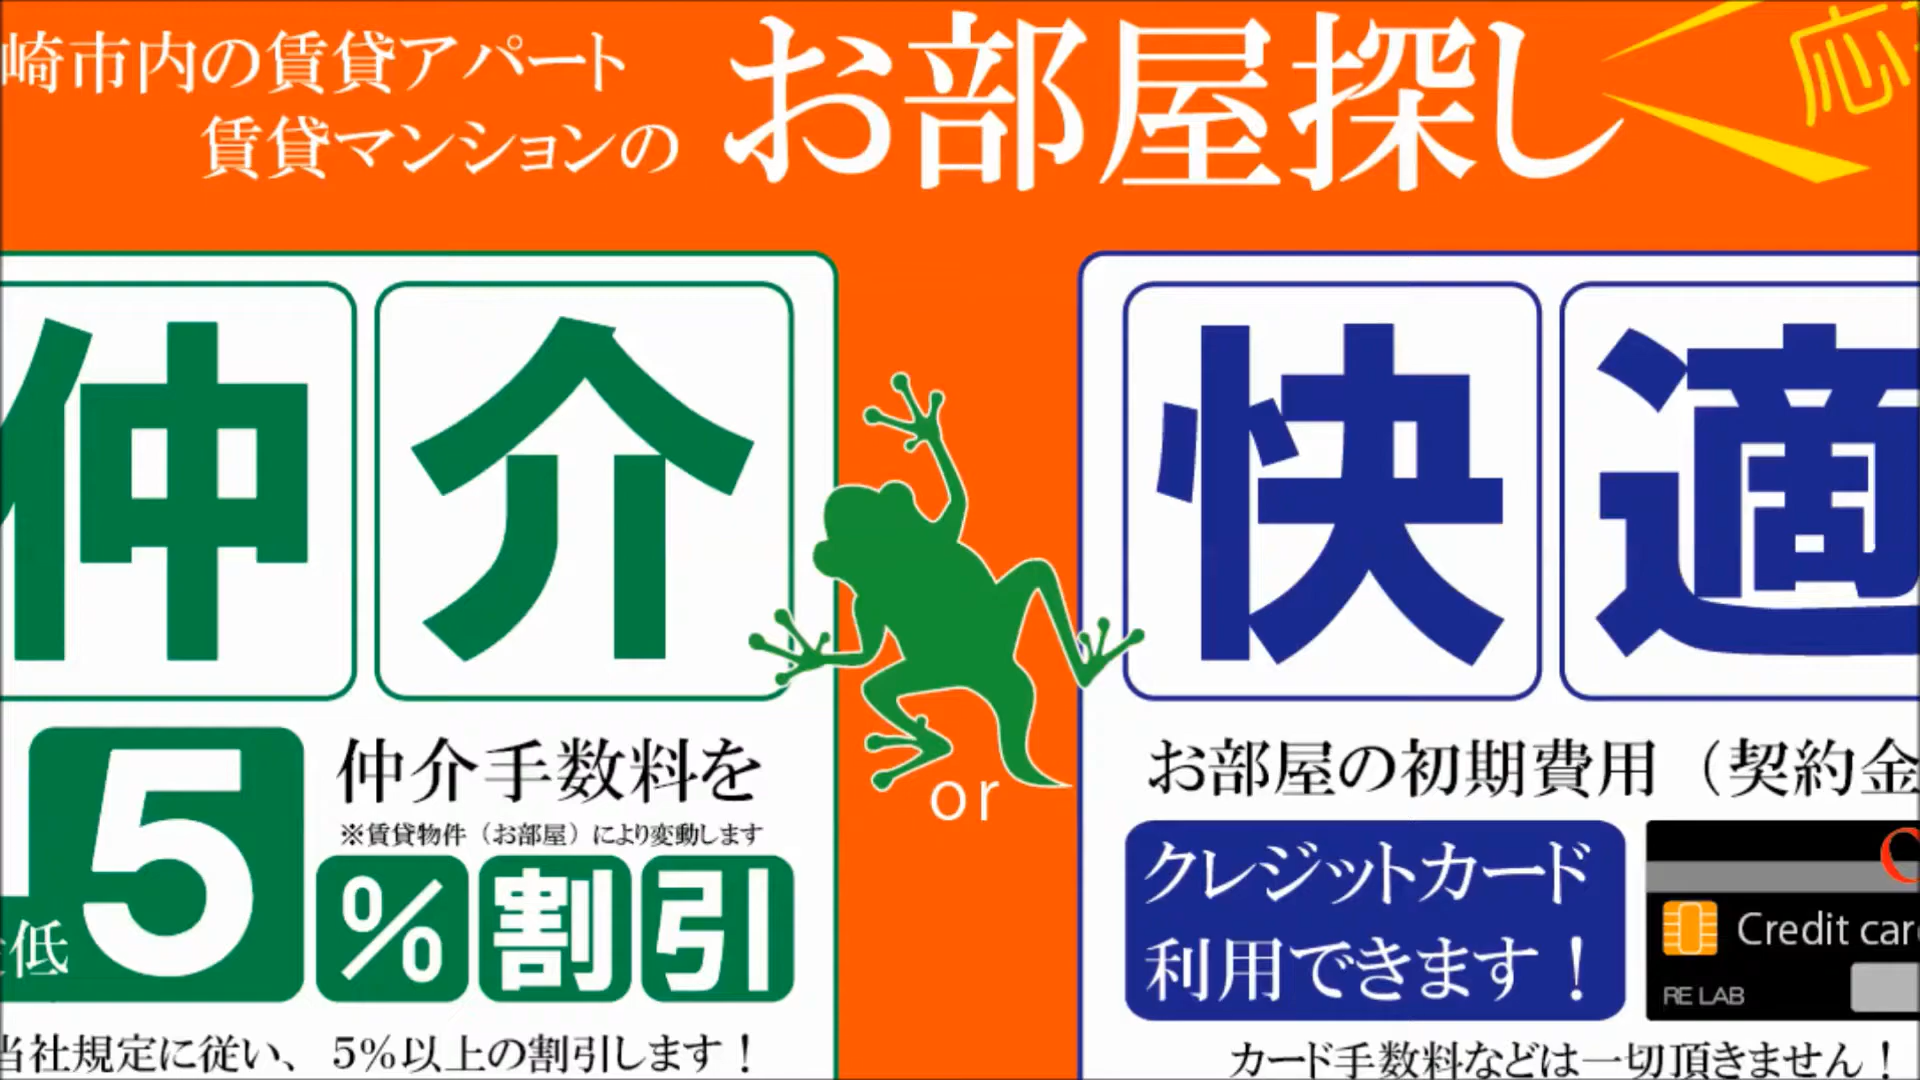 崎市内の賃貸アパート
賃貸マンションの
お部屋探し
応
仲介
快適
仲介手数料を
※賃貸物件（お部屋）により変動します
低
5
%割引
当社規定に従い、5%以上の割引します！
or
お部屋の初期費用（契約金
クレジットカード
利用できます！
Credit card
RE LAB
カード手数料などは一切頂きません！